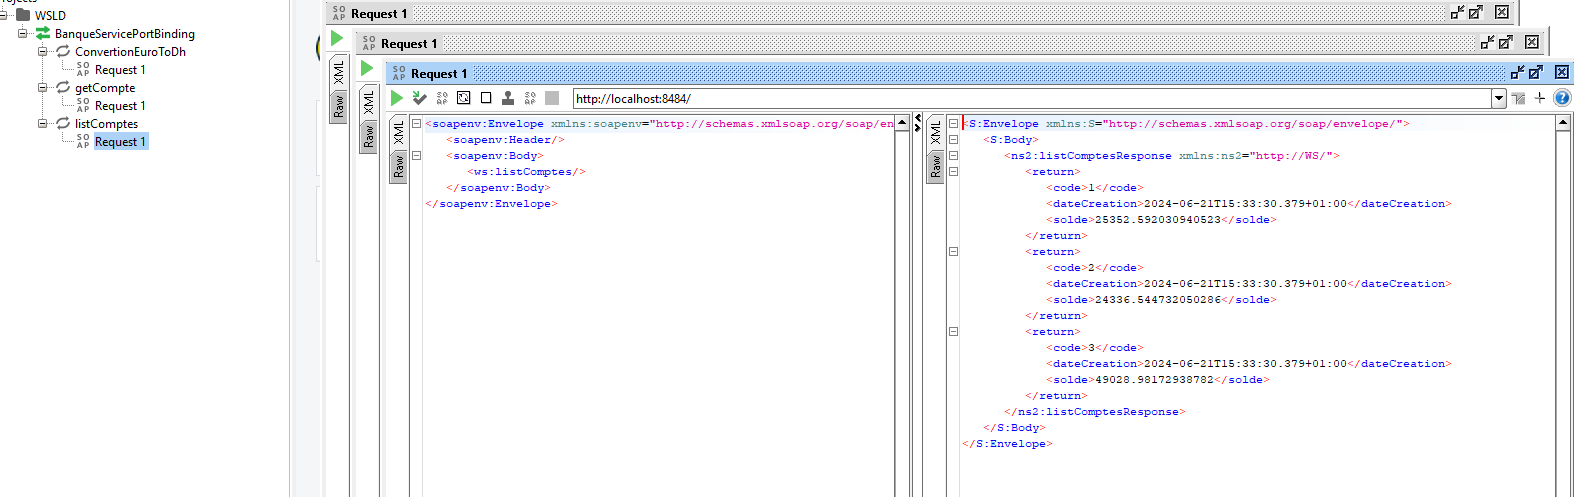 WSLD
BanqueServicePortBinding
ConvertionEuroToDh
Request 1
getCompte
Request 1
listComptes
Request 1
SOAP Request 1
SOAP Request 1
SOAP Request 1
XML
Raw
XML
Raw
http://localhost:8484/
XML
Raw
<soapenv:Envelope xmlns:soapenv="http://schemas.xmlsoap.org/soap/en
<soapenv:Header/>
<soapenv:Body>
<ws:listComptes/>
</soapenv:Body>
</soapenv:Envelope>
XML
Raw
<S:Envelope xmlns:S="http://schemas.xmlsoap.org/soap/envelope/">
<S:Body>
<ns2:listComptesResponse xmlns:ns2="http://WS/">
<return>
<code>1</code>
<dateCreation>2024-06-21T15:33:30.379+01:00</dateCreation>
<solde>25352.592030940523</solde>
</return>
<return>
<code>2</code>
<dateCreation>2024-06-21T15:33:30.379+01:00</dateCreation>
<solde>24336.544732050286</solde>
</return>
<return>
<code>3</code>
<dateCreation>2024-06-21T15:33:30.379+01:00</dateCreation>
<solde>49028.98172938782</solde>
</return>
</ns2:listComptesResponse>
</S:Body>
</S:Envelope>